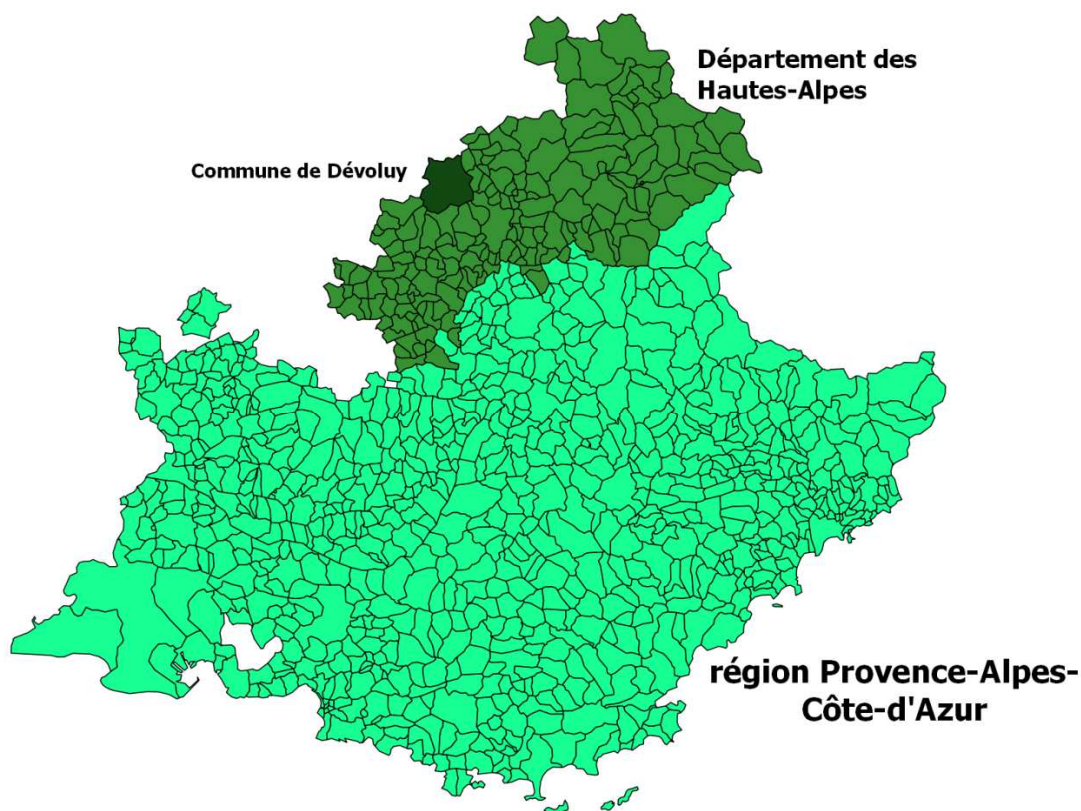 Département des
Hautes-Alpes
Commune de Dévoluy
région Provence-Alpes-
Côte-d'Azur